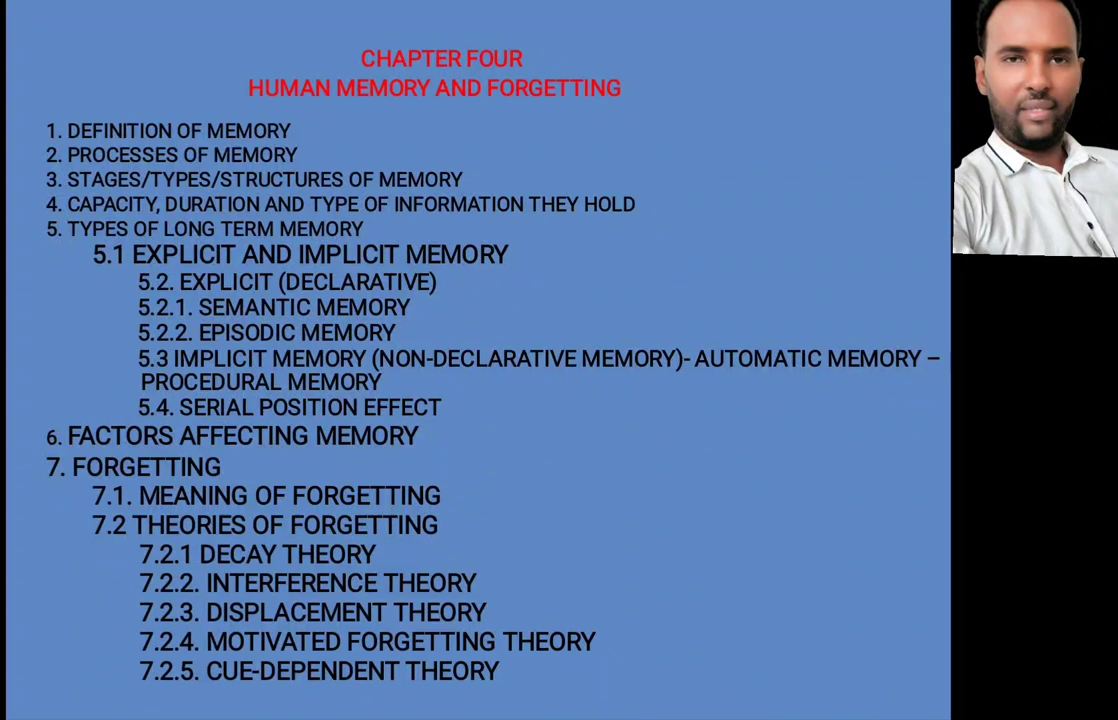 CHAPTER FOUR
HUMAN MEMORY AND FORGETTING
1. DEFINITION OF MEMORY
2. PROCESSES OF MEMORY
3. STAGES/TYPES/STRUCTURES OF MEMORY
4. CAPACITY, DURATION AND TYPE OF INFORMATION THEY HOLD
5. TYPES OF LONG TERM MEMORY
5.1 EXPLICIT AND IMPLICIT MEMORY
5.2. EXPLICIT (DECLARATIVE)
5.2.1. SEMANTIC MEMORY
5.2.2. EPISODIC MEMORY
5.3 IMPLICIT MEMORY (NON-DECLARATIVE MEMORY)- AUTOMATIC MEMORY –
PROCEDURAL MEMORY
5.4. SERIAL POSITION EFFECT
6. FACTORS AFFECTING MEMORY
7. FORGETTING
7.1. MEANING OF FORGETTING
7.2 THEORIES OF FORGETTING
7.2.1 DECAY THEORY
7.2.2. INTERFERENCE THEORY
7.2.3. DISPLACEMENT THEORY
7.2.4. MOTIVATED FORGETTING THEORY
7.2.5. CUE-DEPENDENT THEORY